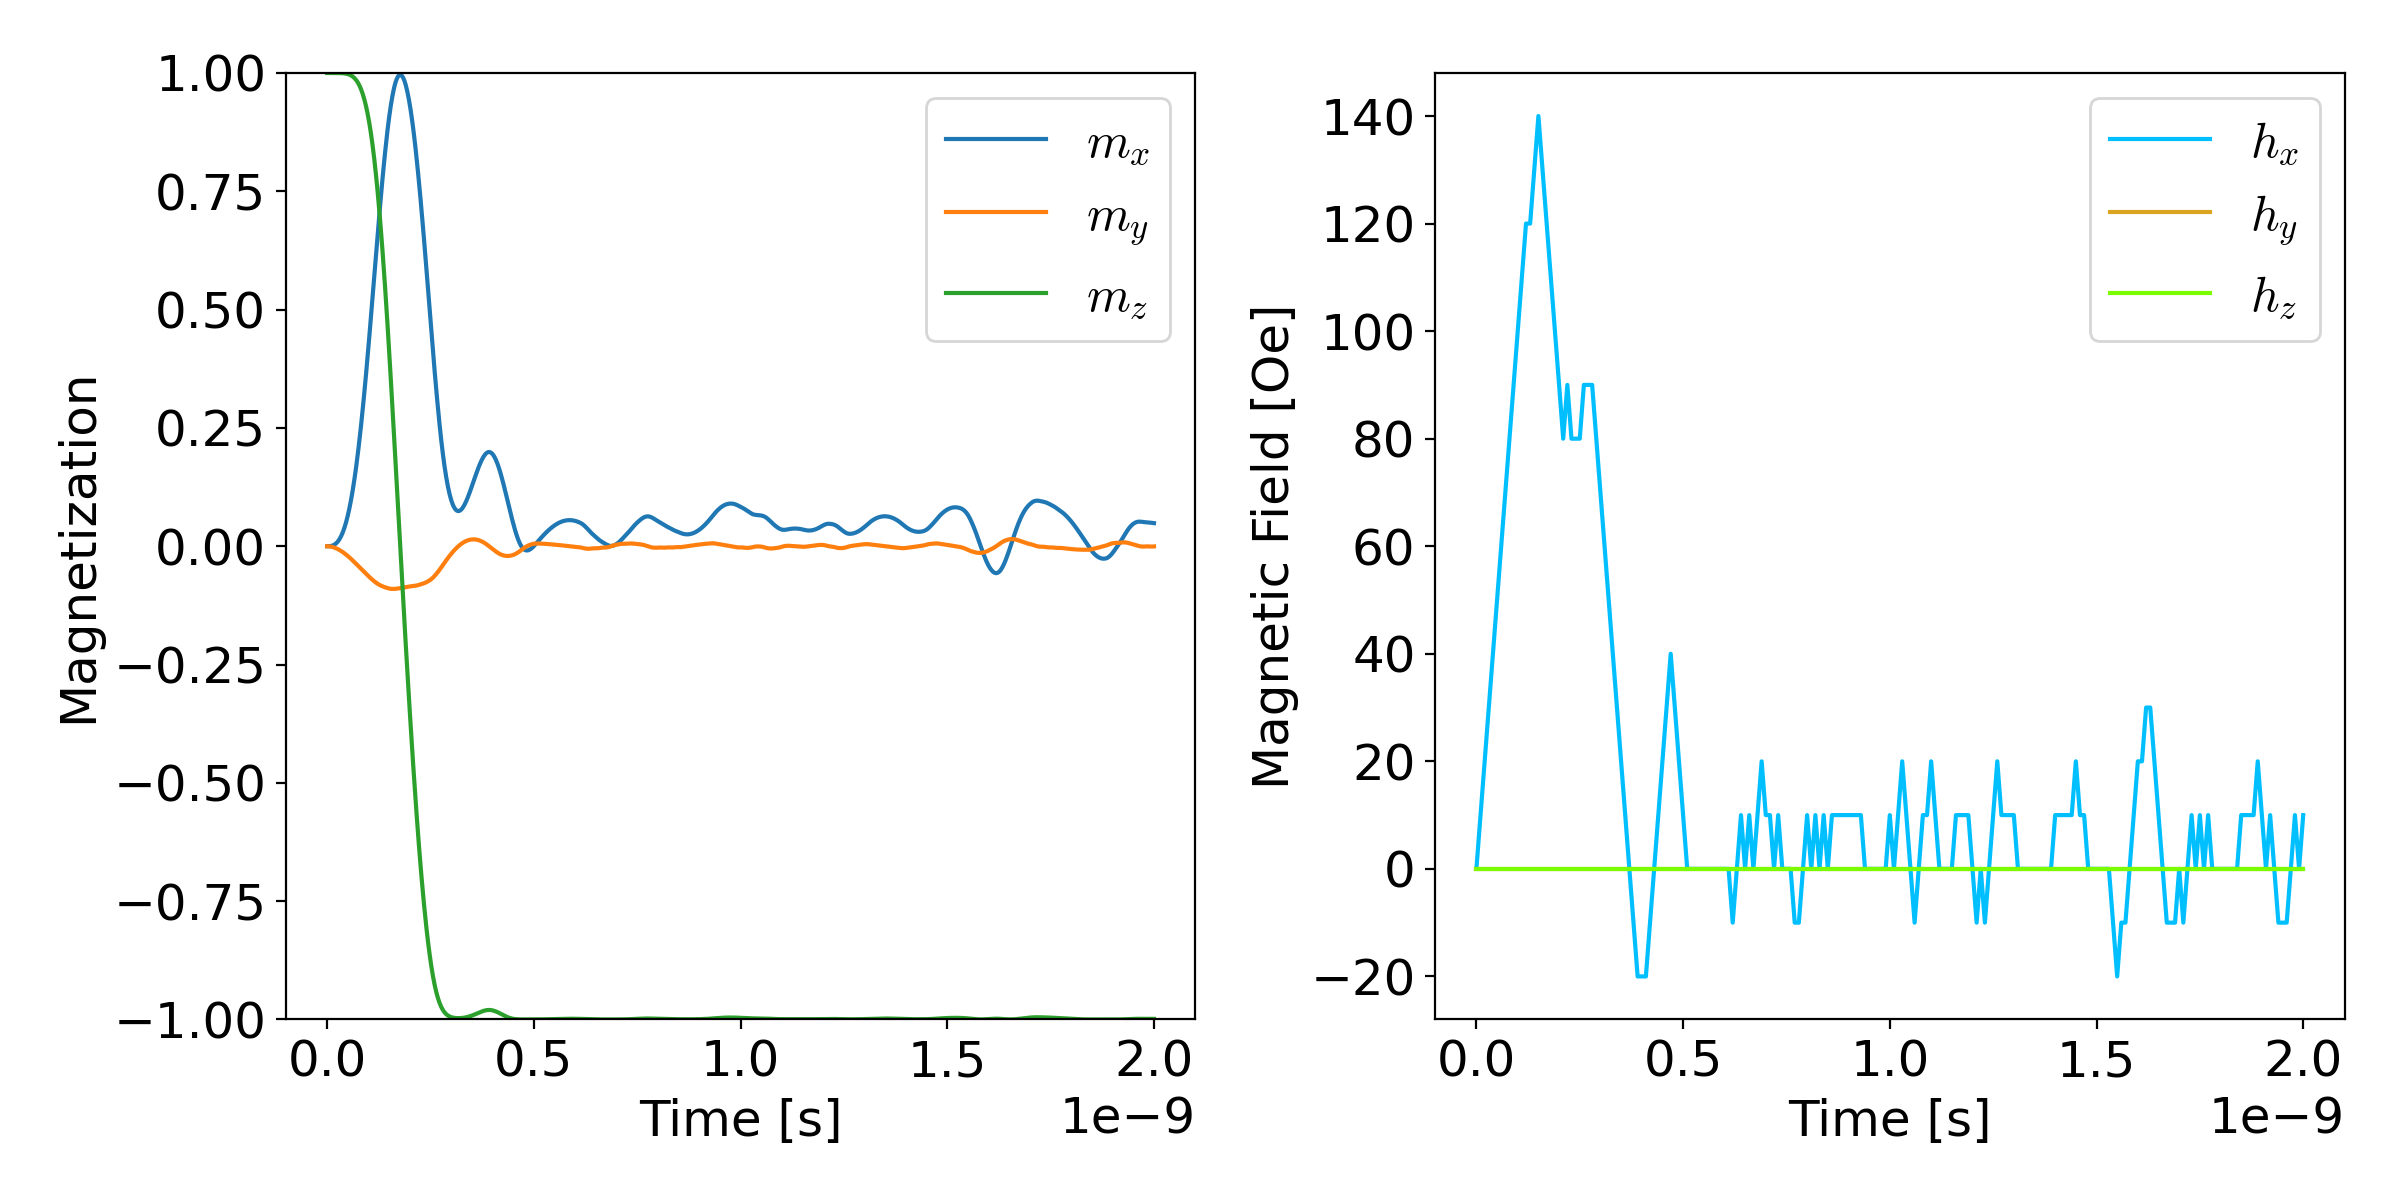 1.00
0.75
0.50
0.25
0.00
−0.25
−0.50
−0.75
−1.00
Magnetization
0.0 0.5 1.0 1.5 2.0
Time [s]
1e−9
m_x
m_y
m_z
140
120
100
80
60
40
20
0
−20
Magnetic Field [Oe]
0.0 0.5 1.0 1.5 2.0
Time [s]
1e−9
h_x
h_y
h_z